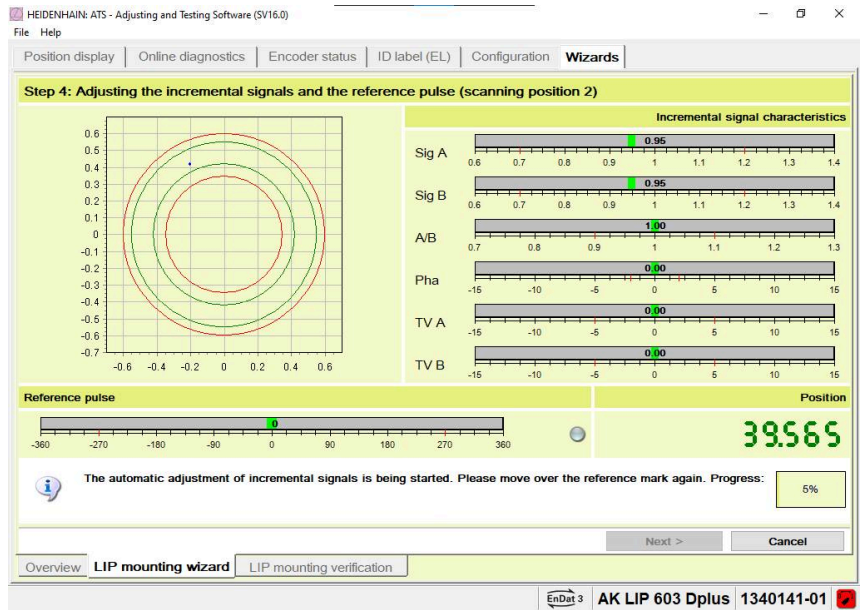 HEIDENHAIN: ATS - Adjusting and Testing Software (SV16.0)
File Help
Position display Online diagnostics Encoder status ID label (EL) Configuration Wizards
Step 4: Adjusting the incremental signals and the reference pulse (scanning position 2)
Incremental signal characteristics
0.6
0.5
0.4
0.3
0.2
0.1
0
-0.1
-0.2
-0.3
-0.4
-0.5
-0.6
-0.7
-0.6 -0.4 -0.2 0 0.2 0.4 0.6
Sig A
0.95
0.6 0.7 0.8 0.9 1 1.1 1.2 1.3 1.4
Sig B
0.95
0.6 0.7 0.8 0.9 1 1.1 1.2 1.3 1.4
A/B
1.00
0.7 0.8 0.9 1 1.1 1.2 1.3
Pha
0.00
-15 -10 -5 0 5 10 15
TV A
0.00
-15 -10 -5 0 5 10 15
TV B
0.00
-15 -10 -5 0 5 10 15
Reference pulse
0
-360 -270 -180 -90 0 90 180 270 360
Position
39.565
The automatic adjustment of incremental signals is being started. Please move over the reference mark again. Progress:
5%
Next > Cancel
Overview LIP mounting wizard LIP mounting verification
EnDat 3 AK LIP 603 Dplus 1340141-01